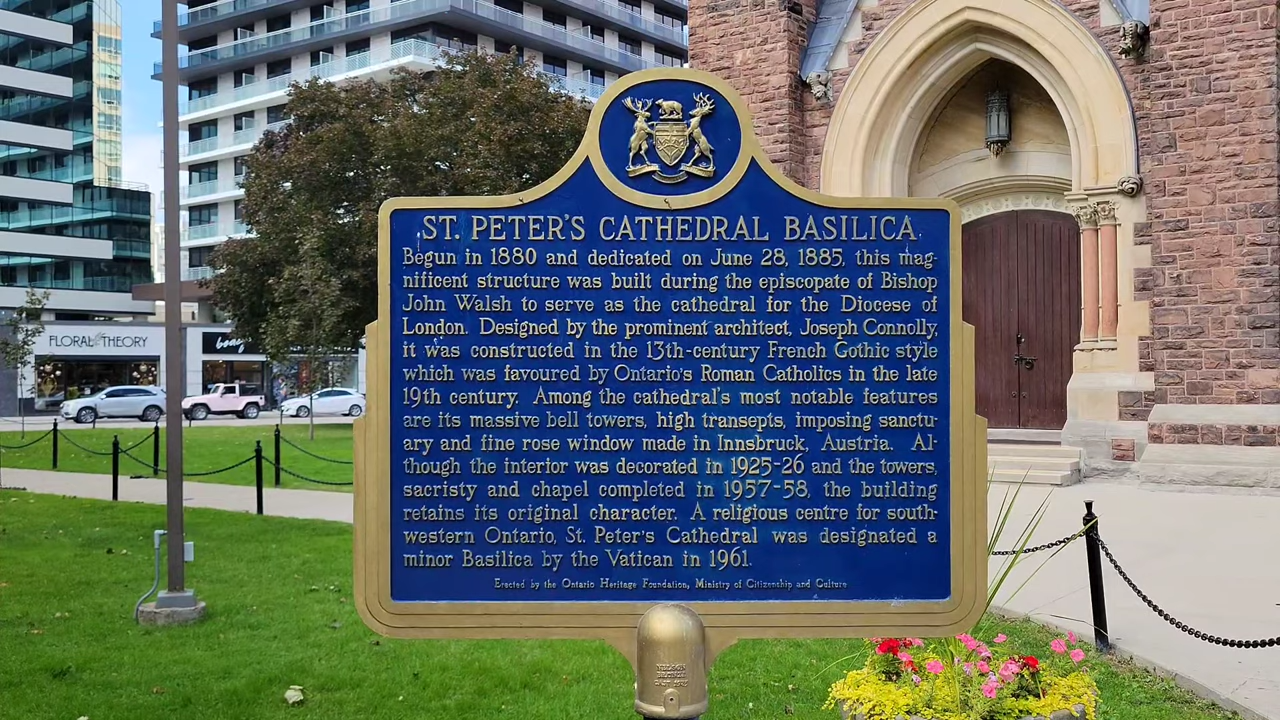 ST. PETER'S CATHEDRAL BASILICA
Begun in 1880 and dedicated on June 28, 1885, this mag-
nificent structure was built during the episcopate of Bishop
John Walsh to serve as the cathedral for the Diocese of
London. Designed by the prominent architect, Joseph Connolly,
it was constructed in the 13th-century French Gothic style
which was favoured by Ontario's Roman Catholics in the late
19th century. Among the cathedral's most notable features
are its massive bell towers, high transepts, imposing sanctu-
ary and fine rose window made in Innsbruck, Austria. Al-
though the interior was decorated in 1925-26 and the towers,
sacristy and chapel completed in 1957-58, the building
retains its original character. A religious centre for south-
western Ontario, St. Peter's Cathedral was designated a
minor Basilica by the Vatican in 1961.
Erected by the Ontario Heritage Foundation, Ministry of Citizenship and Culture
FLORAL THEORY